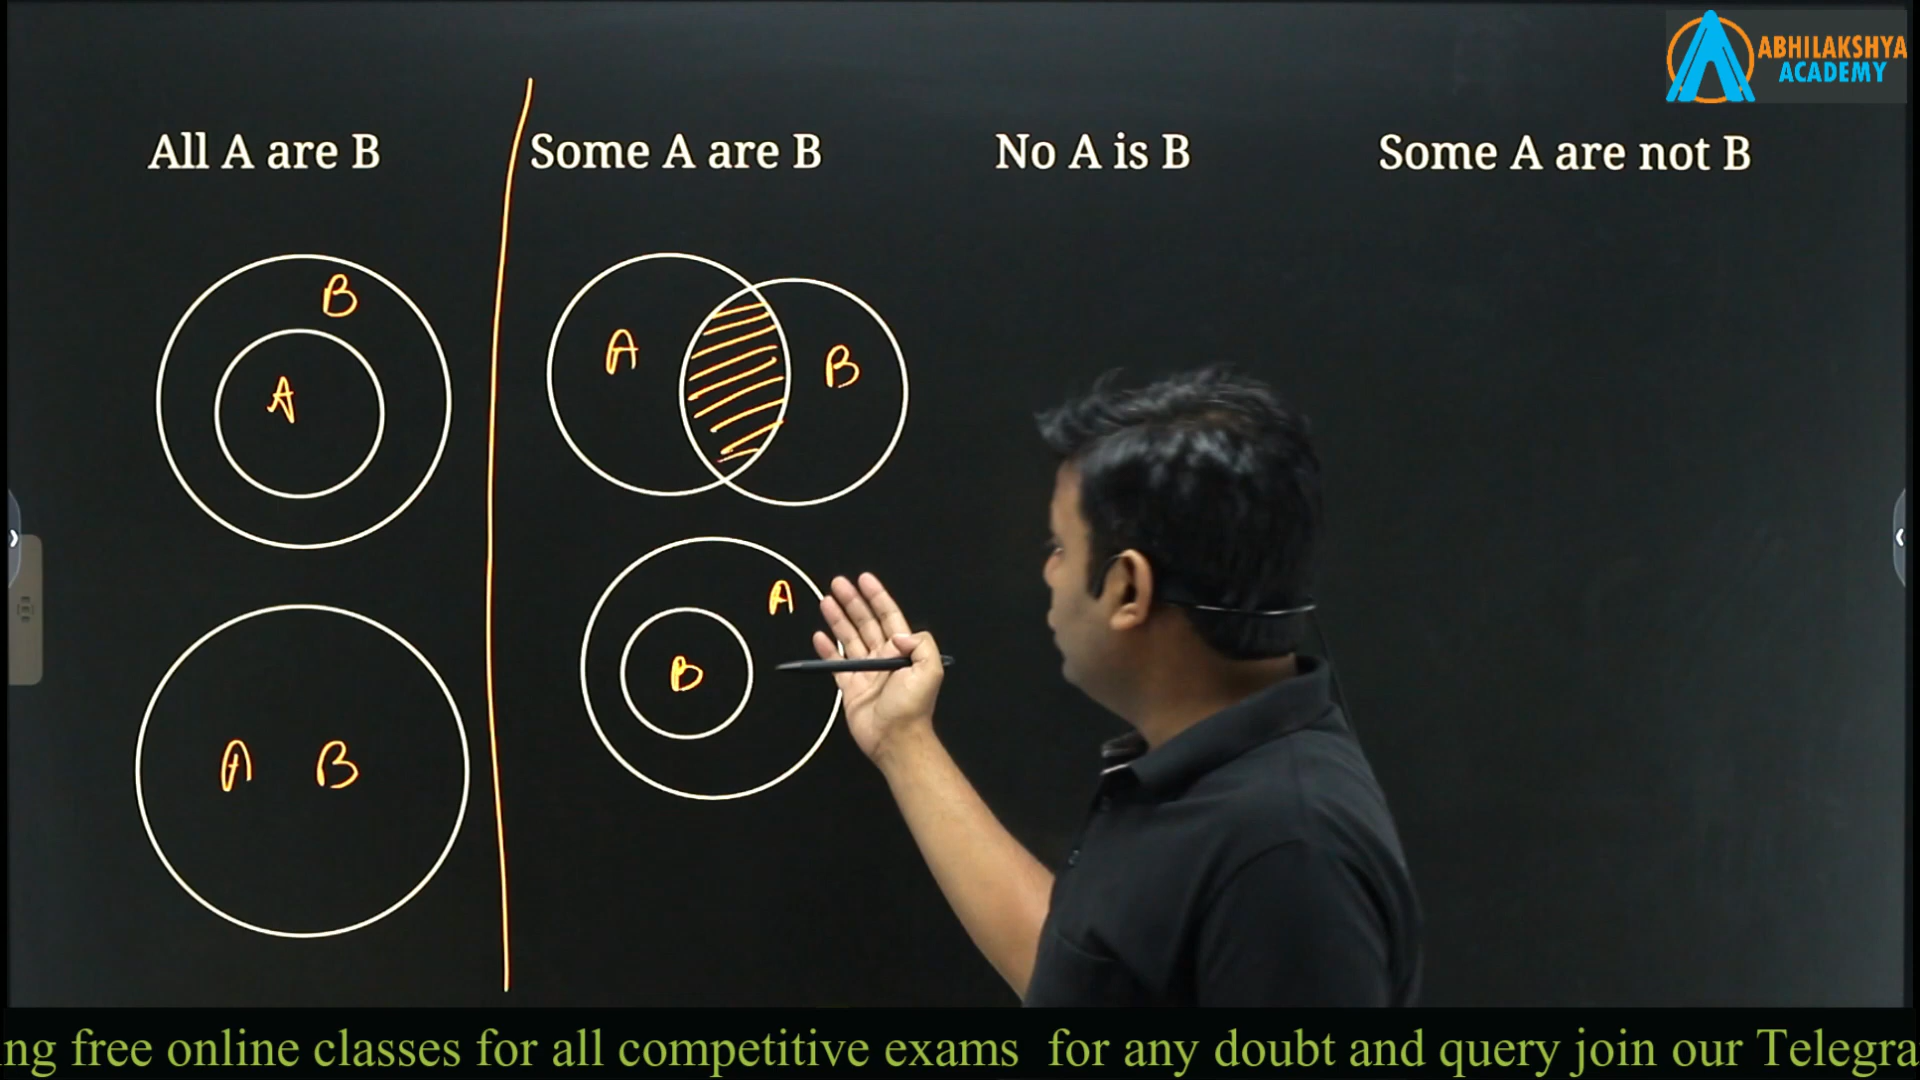 ABHILAKSHYA
ACADEMY
All A are B
Some A are B
No A is B
Some A are not B
B
A
A B
A B
A
B
ng free online classes for all competitive exams for any doubt and query join our Telegra